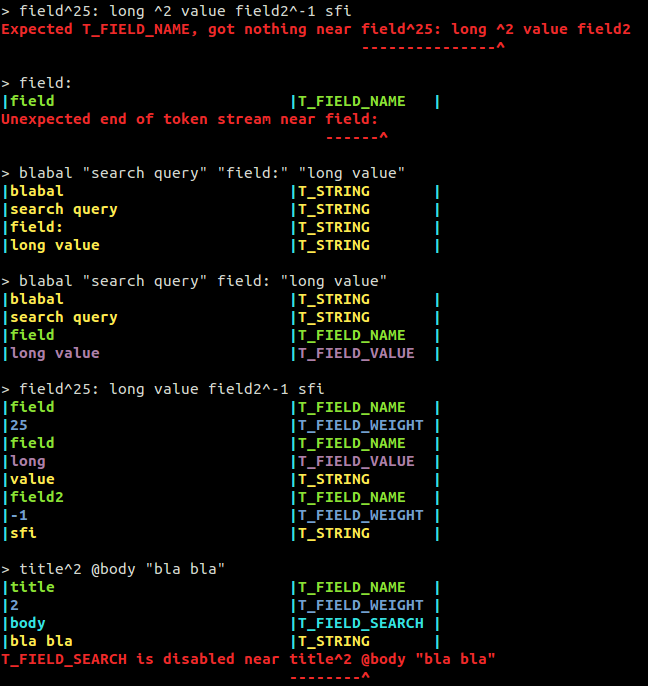 > field^25: long ^2 value field2^-1 sfi
Expected T_FIELD_NAME, got nothing near field^25: long ^2 value field2
---------------^
> field:
|field |T_FIELD_NAME |
Unexpected end of token stream near field:
------^
> blabal "search query" "field:" "long value"
|blabal |T_STRING |
|search query |T_STRING |
|field: |T_STRING |
|long value |T_STRING |
> blabal "search query" field: "long value"
|blabal |T_STRING |
|search query |T_STRING |
|field |T_FIELD_NAME |
|long value |T_FIELD_VALUE |
> field^25: long value field2^-1 sfi
|field |T_FIELD_NAME |
|25 |T_FIELD_WEIGHT |
|field |T_FIELD_NAME |
|long |T_FIELD_VALUE |
|value |T_STRING |
|field2 |T_FIELD_NAME |
|-1 |T_FIELD_WEIGHT |
|sfi |T_STRING |
> title^2 @body "bla bla"
|title |T_FIELD_NAME |
|2 |T_FIELD_WEIGHT |
|body |T_FIELD_SEARCH |
|bla bla |T_STRING |
T_FIELD_SEARCH is disabled near title^2 @body "bla bla"
--------^